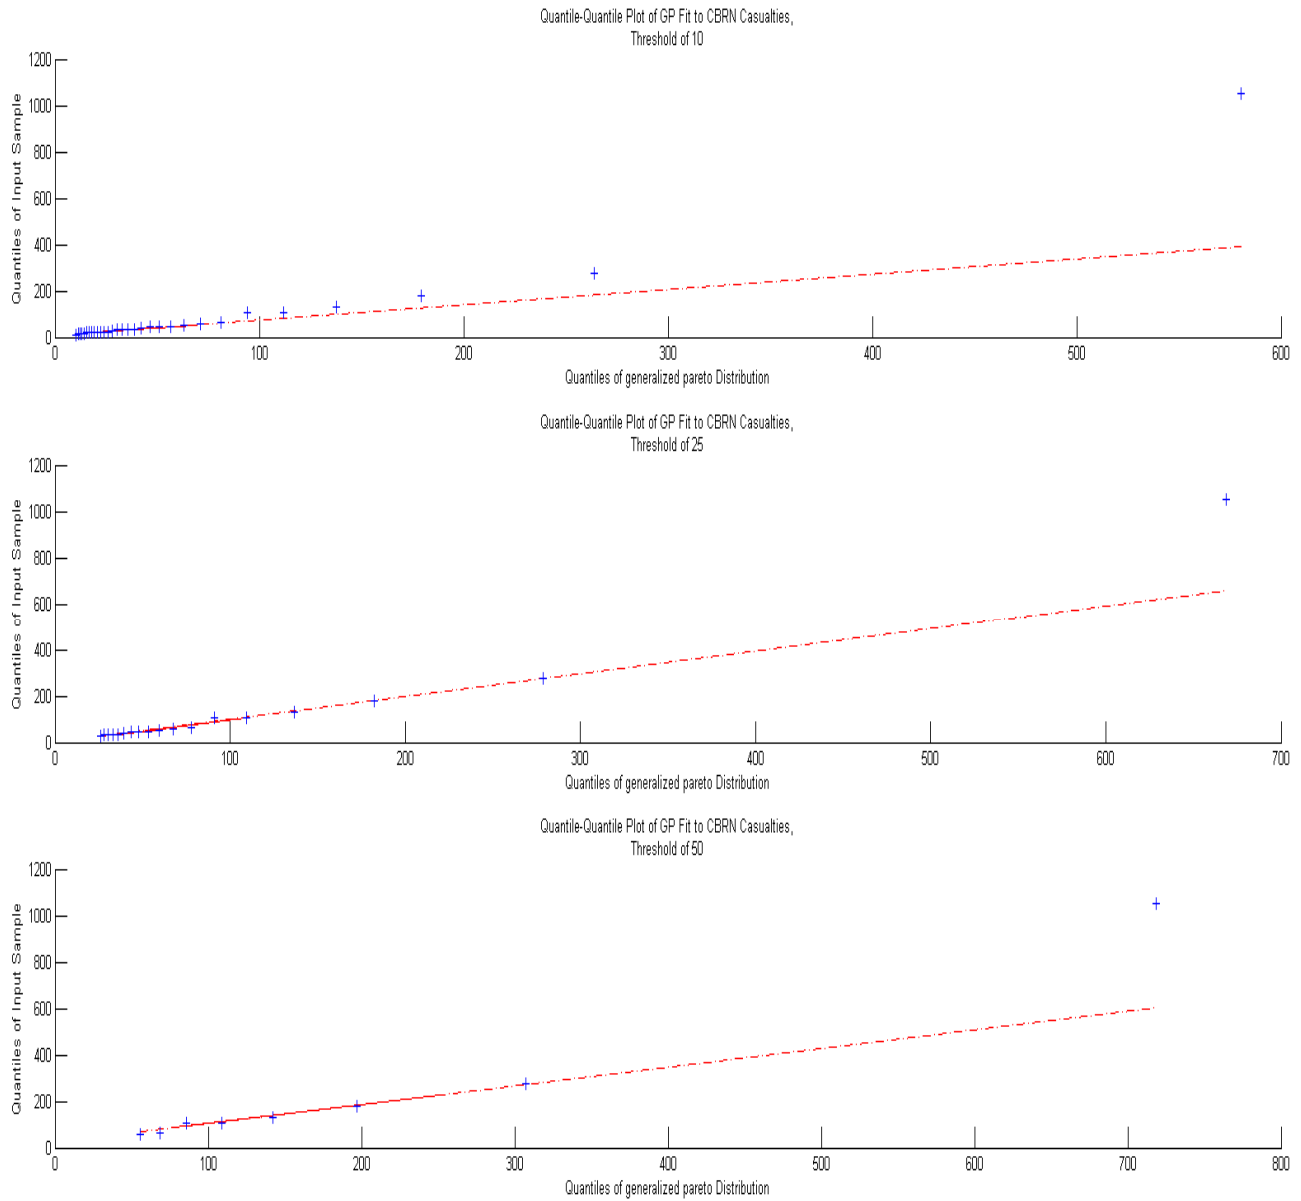 Quantile-Quantile Plot of GP Fit to CBRN Casualties,
Threshold of 10
1200
1000
800
600
400
200
0
Quantiles of Input Sample
0 100 200 300 400 500 600
Quantiles of generalized pareto Distribution
Quantile-Quantile Plot of GP Fit to CBRN Casualties,
Threshold of 25
1200
1000
800
600
400
200
0
Quantiles of Input Sample
0 100 200 300 400 500 600 700
Quantiles of generalized pareto Distribution
Quantile-Quantile Plot of GP Fit to CBRN Casualties,
Threshold of 50
1200
1000
800
600
400
200
0
Quantiles of Input Sample
0 100 200 300 400 500 600 700 800
Quantiles of generalized pareto Distribution